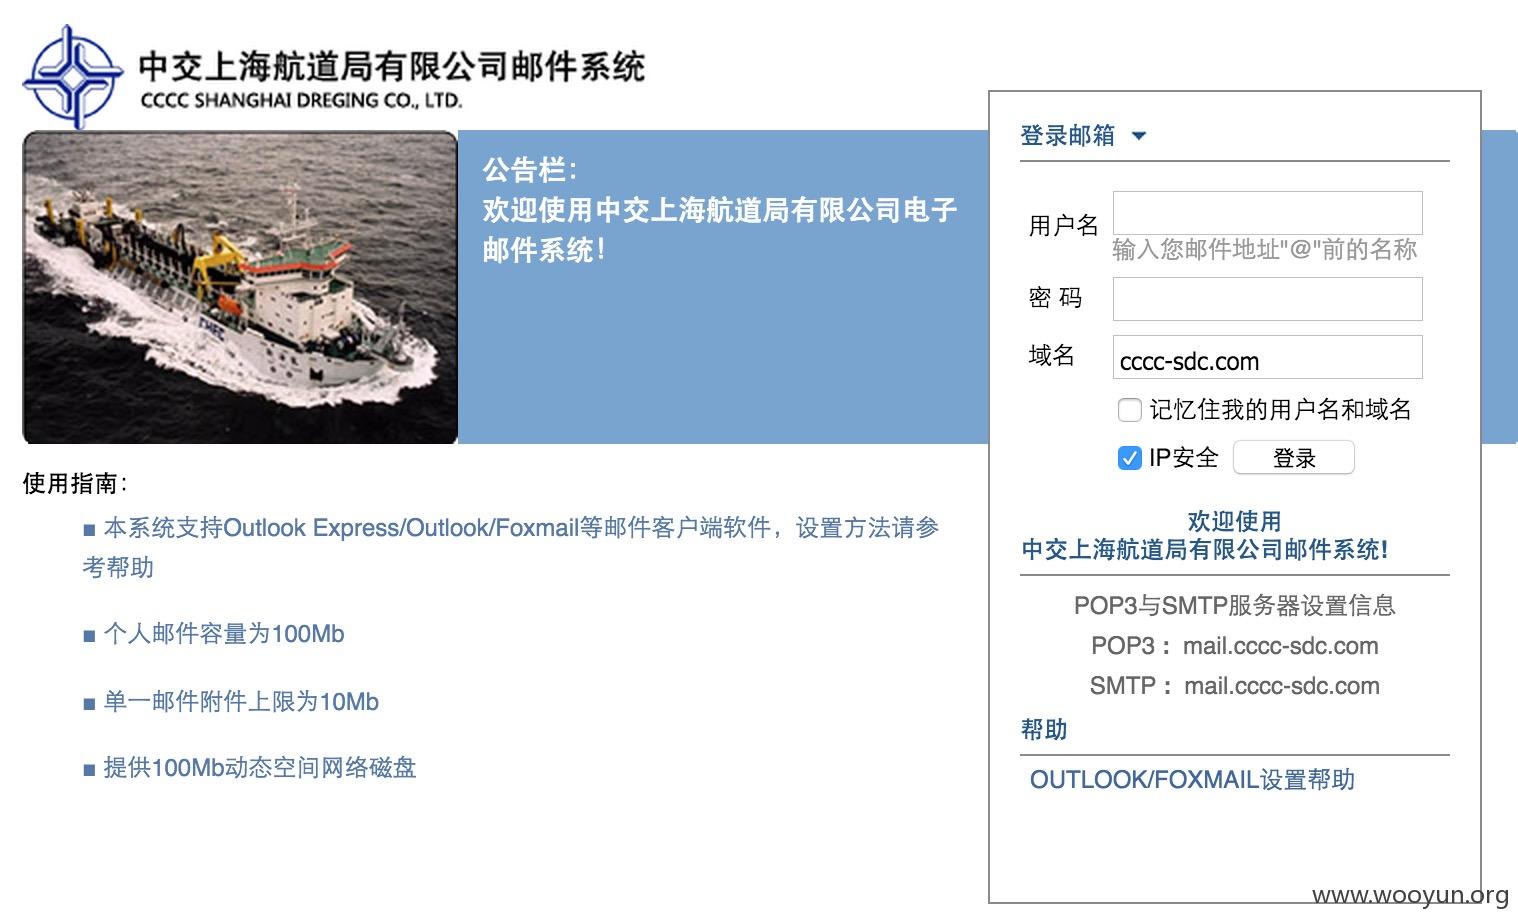 中交上海航道局有限公司邮件系统
CCCC SHANGHAI DREGING CO., LTD.
公告栏：
欢迎使用中交上海航道局有限公司电子
邮件系统！
登录邮箱
用户名
输入您邮件地址"@"前的名称
密 码
域名
cccc-sdc.com
记忆住我的用户名和域名
IP安全
登录
欢迎使用
中交上海航道局有限公司邮件系统!
POP3与SMTP服务器设置信息
POP3 ：mail.cccc-sdc.com
SMTP ：mail.cccc-sdc.com
帮助
OUTLOOK/FOXMAIL设置帮助
使用指南：
■ 本系统支持Outlook Express/Outlook/Foxmail等邮件客户端软件，设置方法请参
考帮助
■ 个人邮件容量为100Mb
■ 单一邮件附件上限为10Mb
■ 提供100Mb动态空间网络磁盘
www.wooyun.org